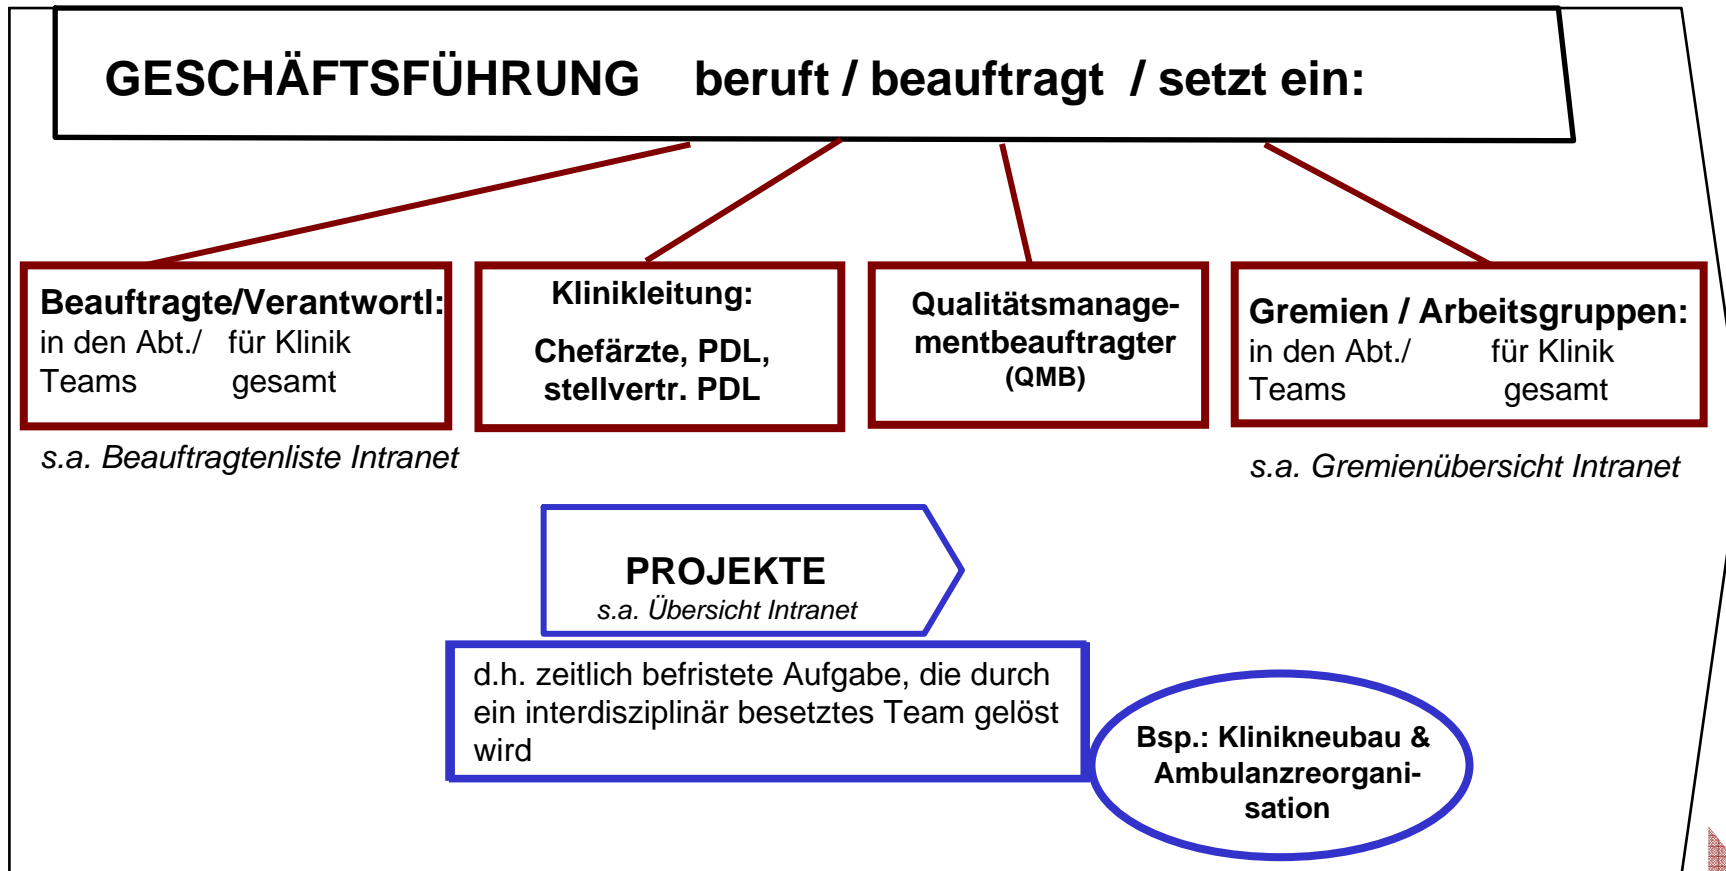 GESCHÄFTSFÜHRUNG beruft / beauftragt / setzt ein:
Beauftragte/Verantwortl:
in den Abt./ für Klinik
Teams gesamt
s.a. Beauftragtenliste Intranet
Klinikleitung:
Chefärzte, PDL,
stellvertr. PDL
Qualitätsmanage-
mentbeauftragter
(QMB)
Gremien / Arbeitsgruppen:
in den Abt./ für Klinik
Teams gesamt
s.a. Gremienübersicht Intranet
PROJEKTE
s.a. Übersicht Intranet
d.h. zeitlich befristete Aufgabe, die durch
ein interdisziplinär besetztes Team gelöst
wird
Bsp.: Klinikneubau &
Ambulanzreorgani-
sation